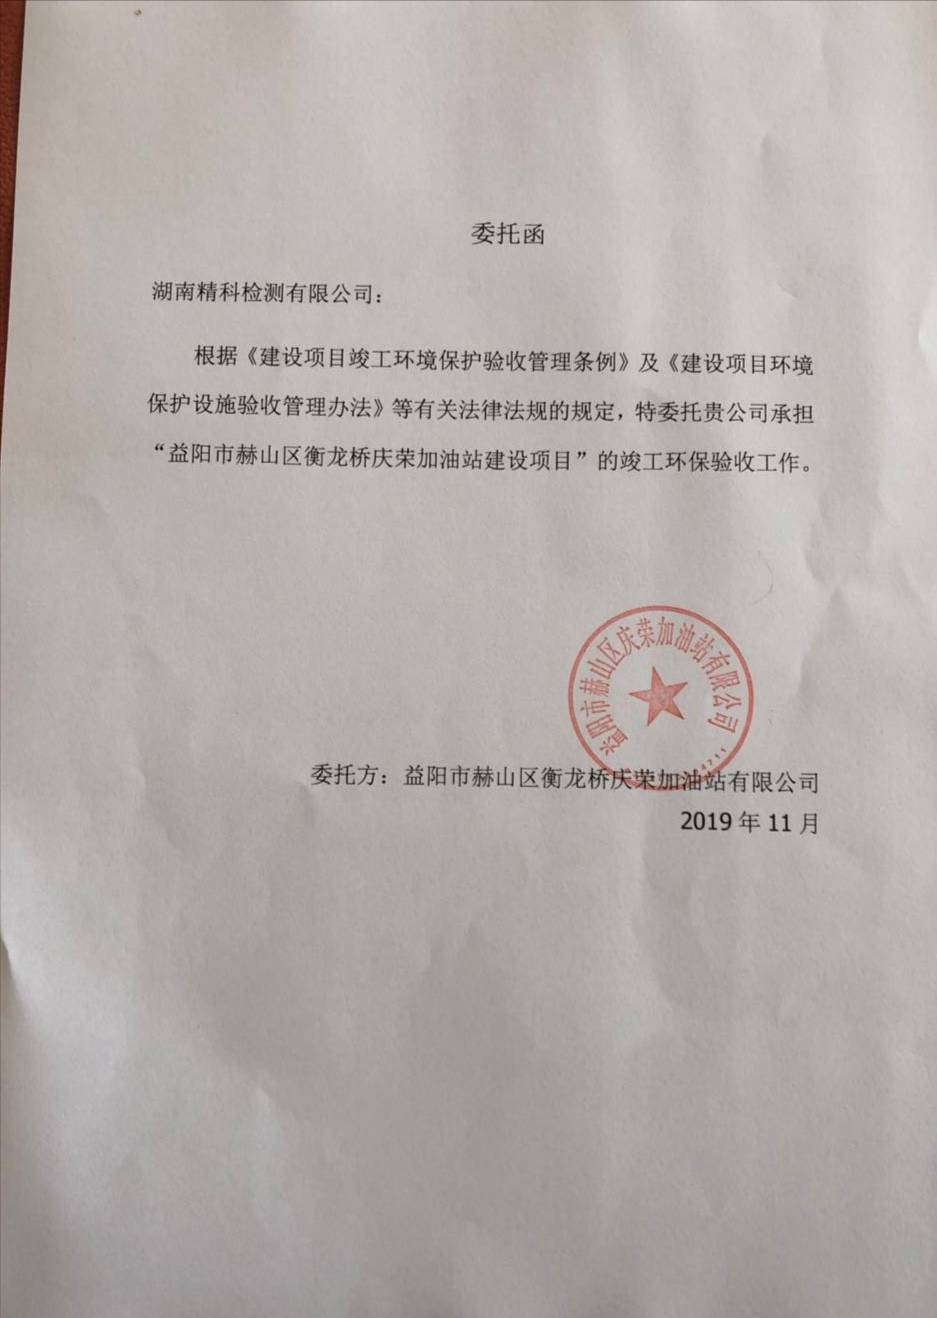 委托函
湖南精科检测有限公司：
根据《建设项目竣工环境保护验收管理条例》及《建设项目环境
保护设施验收管理办法》等有关法律法规的规定，特委托贵公司承担
“益阳市赫山区衡龙桥庆荣加油站建设项目”的竣工环保验收工作。
益阳市赫山区庆荣加油站有限公司
委托方：益阳市赫山区衡龙桥庆荣加油站有限公司
2019 年 11 月